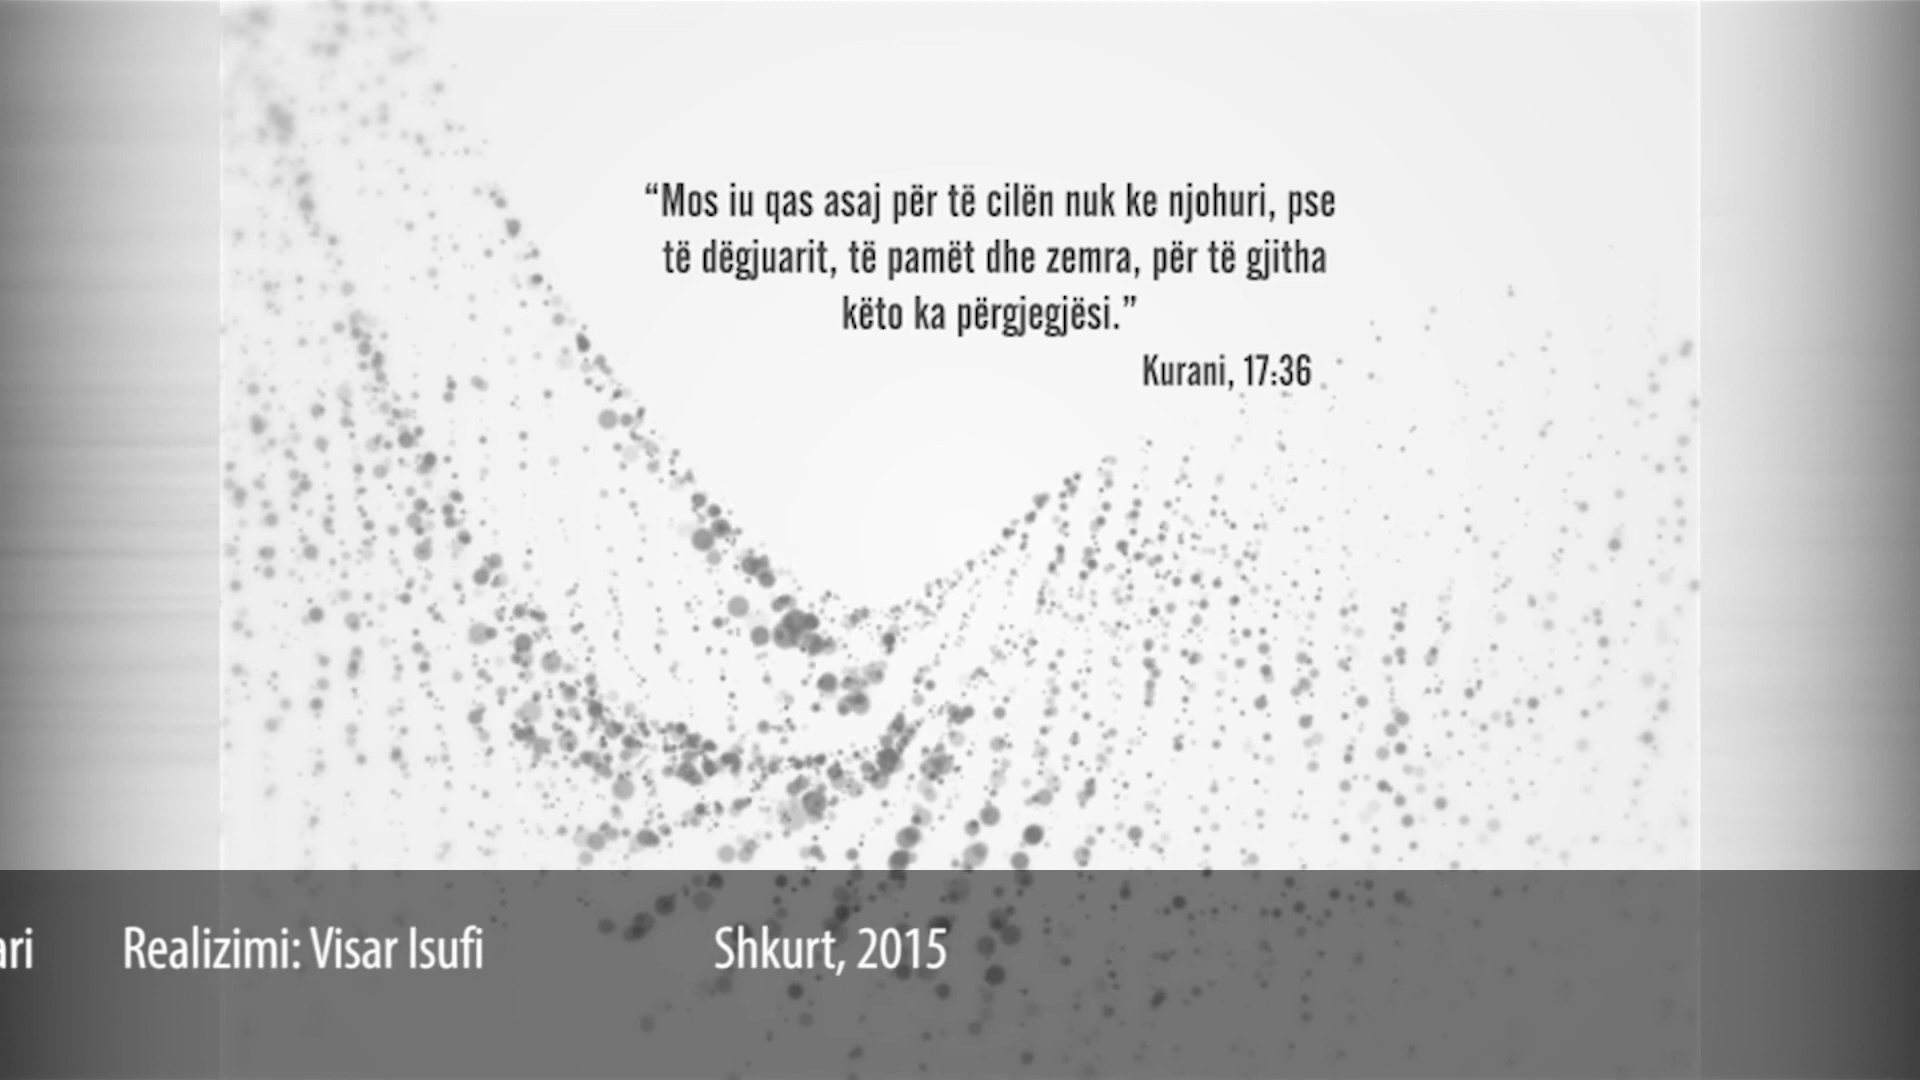 “Mos iu qas asaj për të cilën nuk ke njohuri, pse
të dëgjuarit, të pamët dhe zemra, për të gjitha
këto ka përgjegjësi.”
Kurani, 17:36
ari Realizimi: Visar Isufi Shkurt, 2015